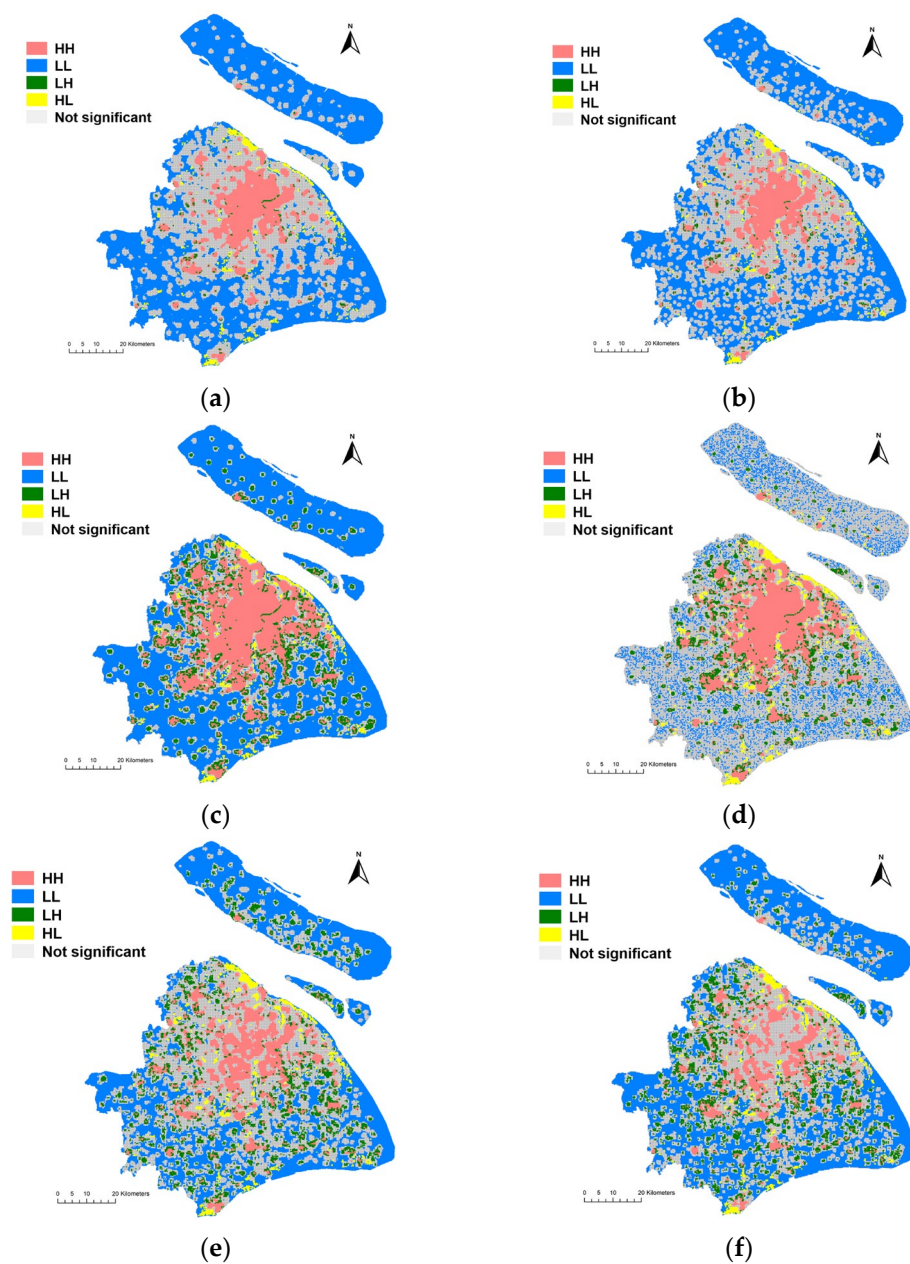 N
HH
LL
LH
HL
Not significant
0 5 10 20 Kilometers
(a)
N
HH
LL
LH
HL
Not significant
0 5 10 20 Kilometers
(b)
N
HH
LL
LH
HL
Not significant
0 5 10 20 Kilometers
(c)
N
HH
LL
LH
HL
Not significant
0 5 10 20 Kilometers
(d)
N
HH
LL
LH
HL
Not significant
0 5 10 20 Kilometers
(e)
N
HH
LL
LH
HL
Not significant
0 5 10 20 Kilometers
(f)